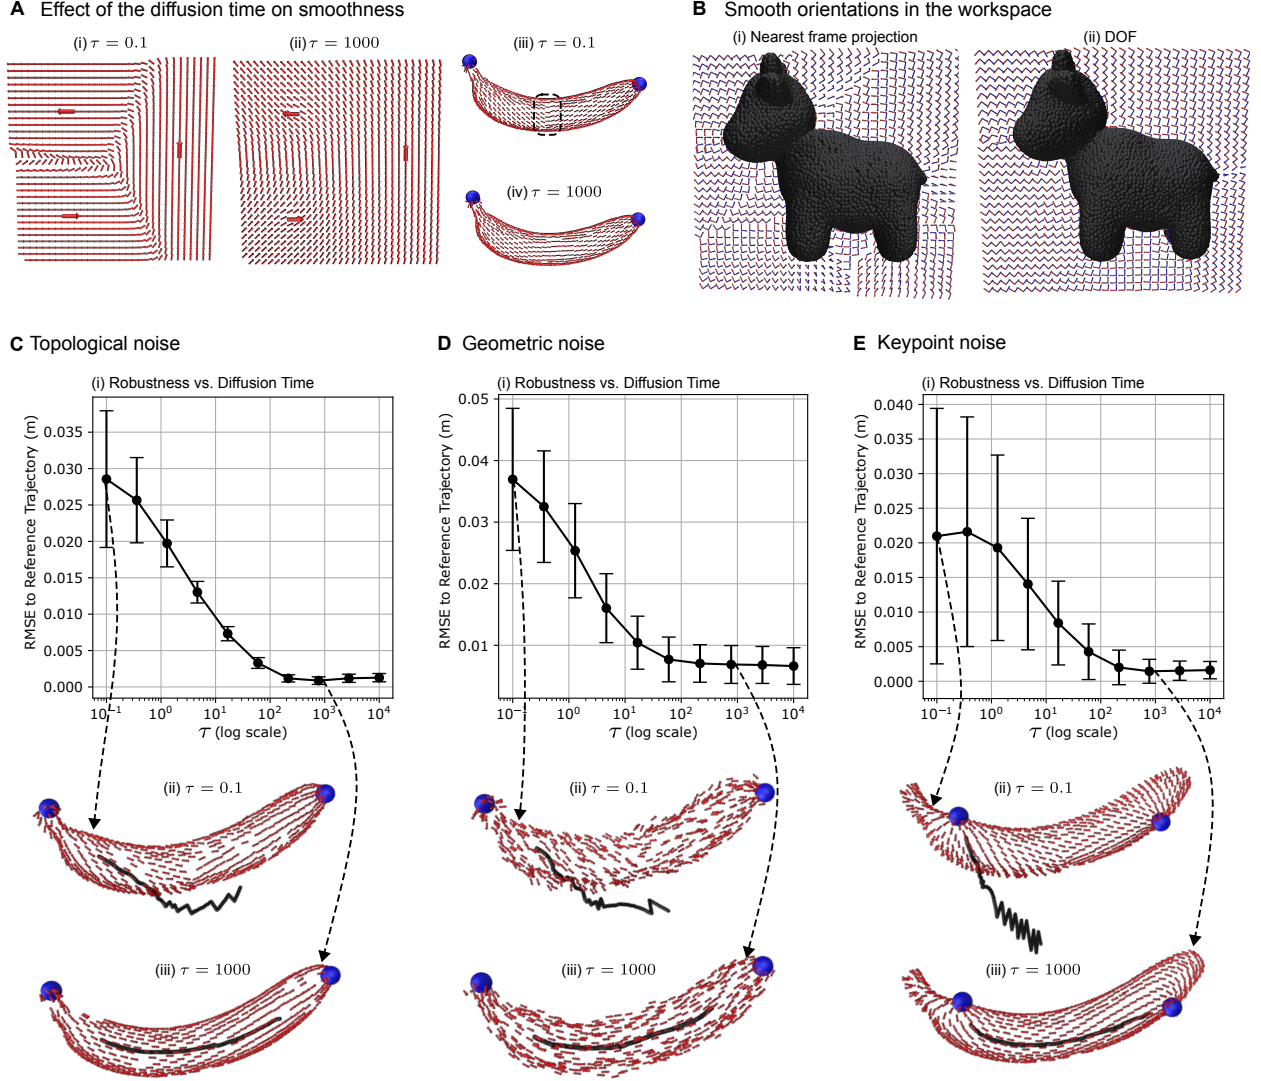 A Effect of the diffusion time on smoothness
(i) τ = 0.1
(ii) τ = 1000
(iii) τ = 0.1
(iv) τ = 1000
B Smooth orientations in the workspace
(i) Nearest frame projection
(ii) DOF
C Topological noise
(i) Robustness vs. Diffusion Time
RMSE to Reference Trajectory (m)
0.035
0.030
0.025
0.020
0.015
0.010
0.005
0.000
10⁻¹ 10⁰ 10¹ 10² 10³ 10⁴
τ (log scale)
(ii) τ = 0.1
(iii) τ = 1000
D Geometric noise
(i) Robustness vs. Diffusion Time
RMSE to Reference Trajectory (m)
0.05
0.04
0.03
0.02
0.01
10⁻¹ 10⁰ 10¹ 10² 10³ 10⁴
τ (log scale)
(ii) τ = 0.1
(iii) τ = 1000
E Keypoint noise
(i) Robustness vs. Diffusion Time
RMSE to Reference Trajectory (m)
0.040
0.035
0.030
0.025
0.020
0.015
0.010
0.005
0.000
10⁻¹ 10⁰ 10¹ 10² 10³ 10⁴
τ (log scale)
(ii) τ = 0.1
(iii) τ = 1000